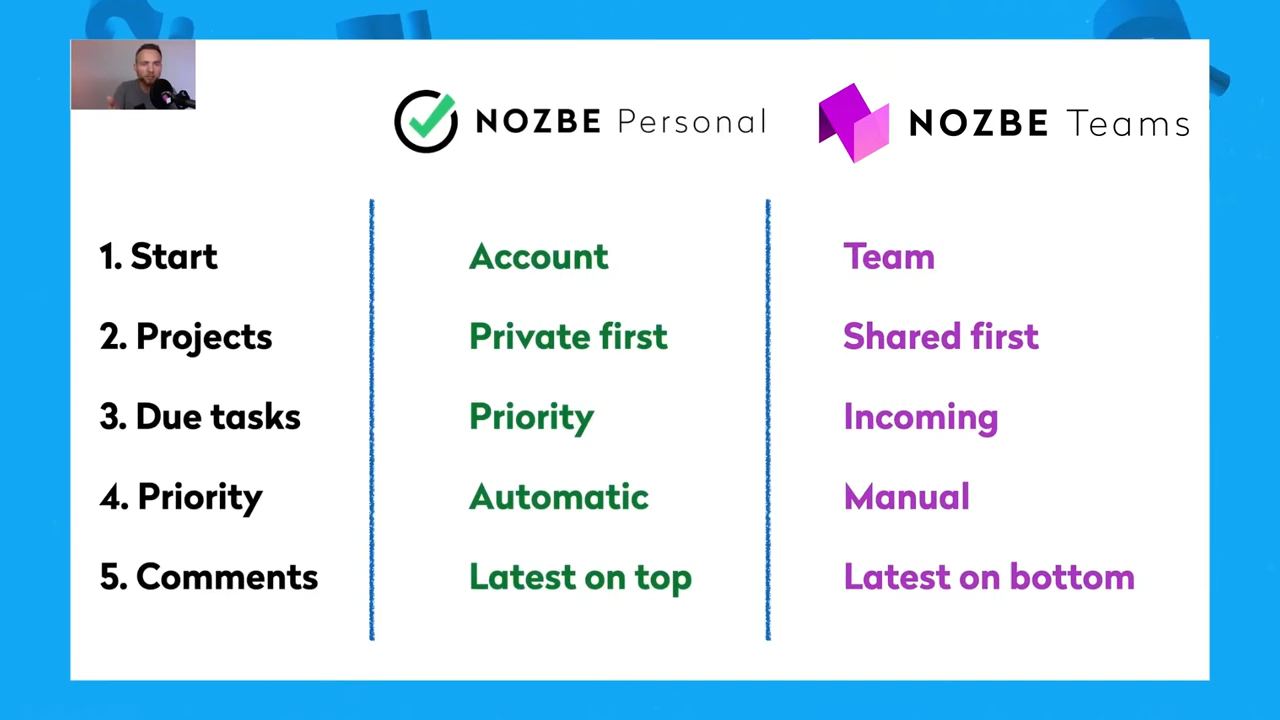 NOZBE Personal
NOZBE Teams
1. Start
Account
Team
2. Projects
Private first
Shared first
3. Due tasks
Priority
Incoming
4. Priority
Automatic
Manual
5. Comments
Latest on top
Latest on bottom